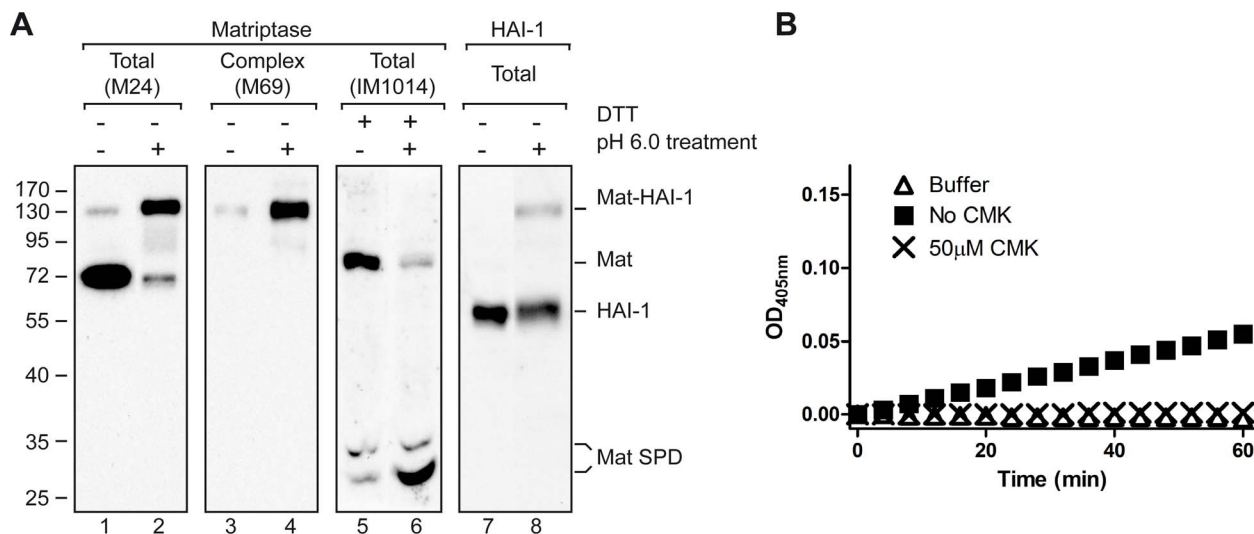 A
Matriptase
HAI-1
Total
(M24)
Complex
(M69)
Total
(IM1014)
Total
- - - - + + - - DTT
- + - + - + - + pH 6.0 treatment
170
130
95
72
55
40
35
25
Mat-HAI-1
Mat
HAI-1
Mat SPD
1 2 3 4 5 6 7 8
B
Buffer
No CMK
50μM CMK
OD405nm
0.15
0.10
0.05
0.00
0 20 40 60
Time (min)